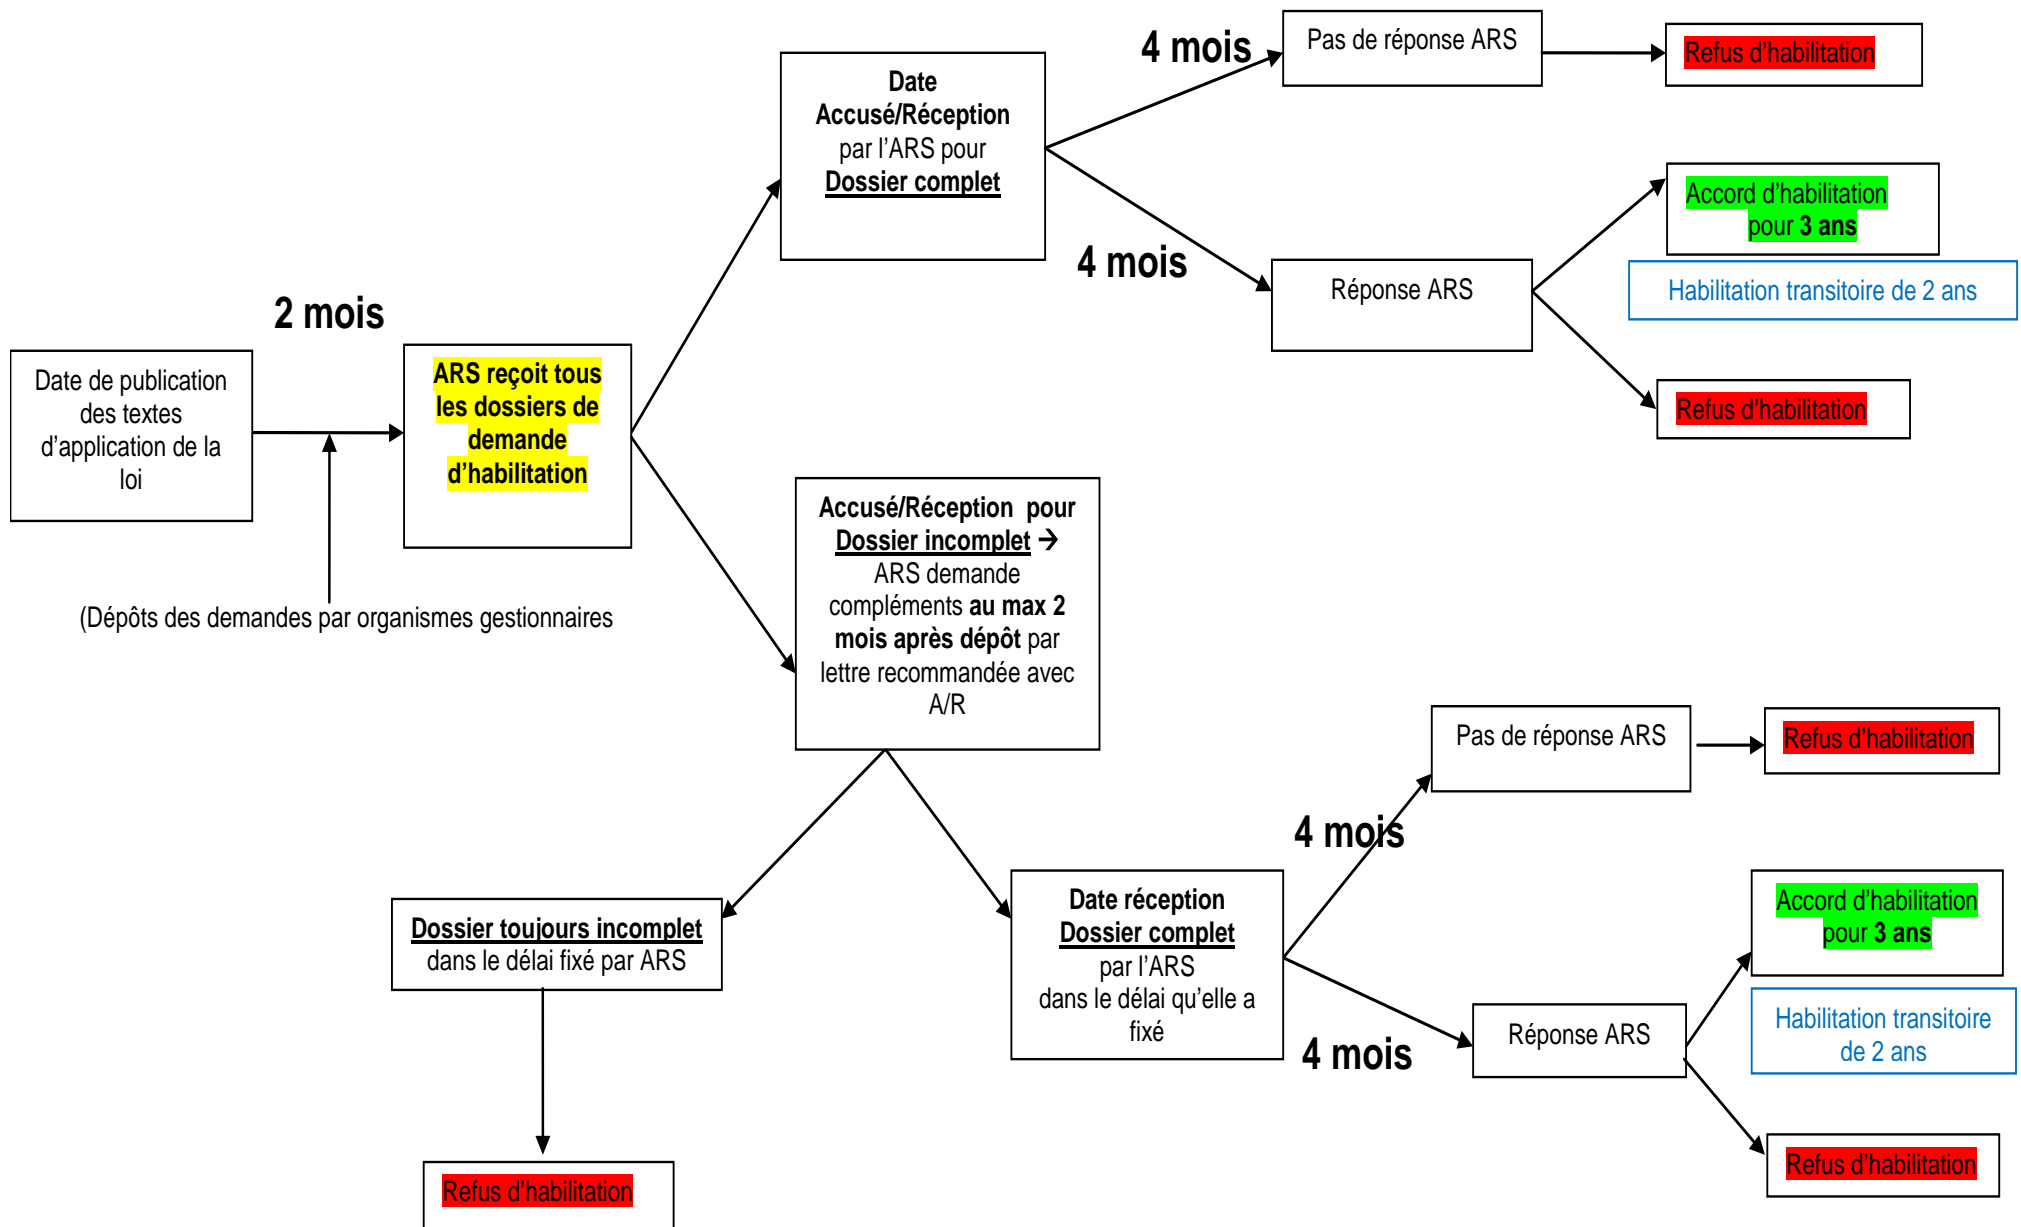 4 mois
Pas de réponse ARS
Refus d'habilitation
Date
Accusé/Réception
par l'ARS pour
Dossier complet
Accord d'habilitation
pour 3 ans
4 mois
Réponse ARS
Habilitation transitoire de 2 ans
2 mois
Refus d'habilitation
Date de publication
des textes
d'application de la
loi
ARS reçoit tous
les dossiers de
demande
d'habilitation
(Dépôts des demandes par organismes gestionnaires
Accusé/Réception pour
Dossier incomplet →
ARS demande
compléments au max 2
mois après dépôt par
lettre recommandée avec
A/R
Pas de réponse ARS
Refus d'habilitation
4 mois
Dossier toujours incomplet
dans le délai fixé par ARS
Date réception
Dossier complet
par l'ARS
dans le délai qu'elle a
fixé
Accord d'habilitation
pour 3 ans
4 mois
Réponse ARS
Habilitation transitoire
de 2 ans
Refus d'habilitation
Refus d'habilitation